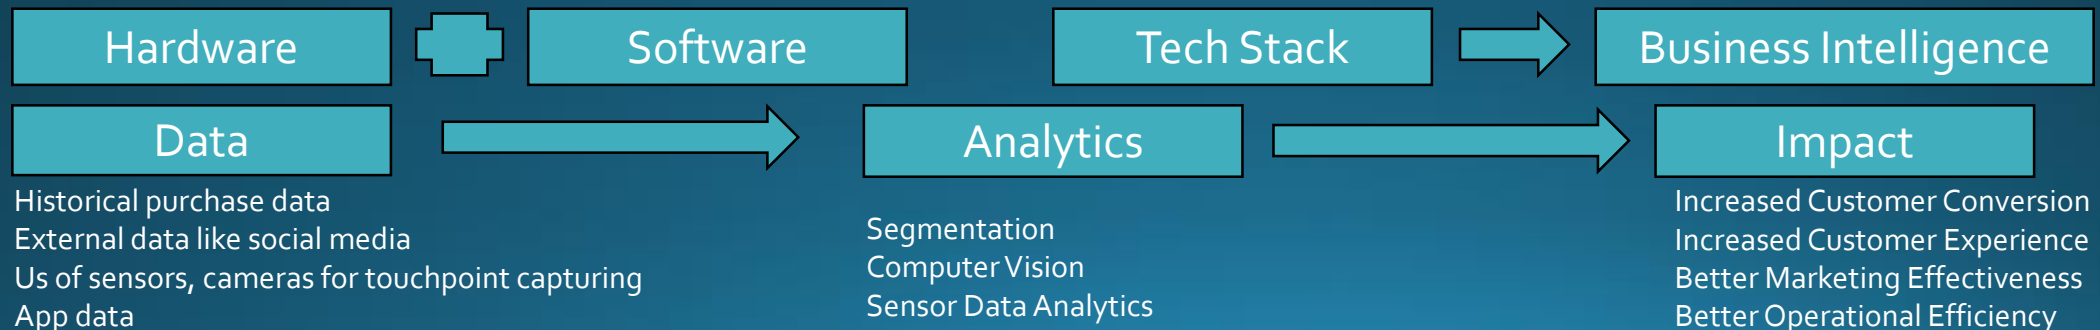 Hardware
Software
Tech Stack
Business Intelligence
Data
Analytics
Impact
Historical purchase data
External data like social media
Us of sensors, cameras for touchpoint capturing
App data
Segmentation
Computer Vision
Sensor Data Analytics
Increased Customer Conversion
Increased Customer Experience
Better Marketing Effectiveness
Better Operational Efficiency